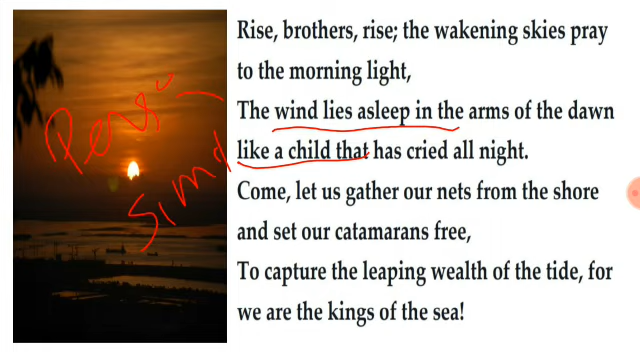 Rise, brothers, rise; the wakening skies pray
to the morning light,
The wind lies asleep in the arms of the dawn
like a child that has cried all night.
Come, let us gather our nets from the shore
and set our catamarans free,
To capture the leaping wealth of the tide, for
we are the kings of the sea!